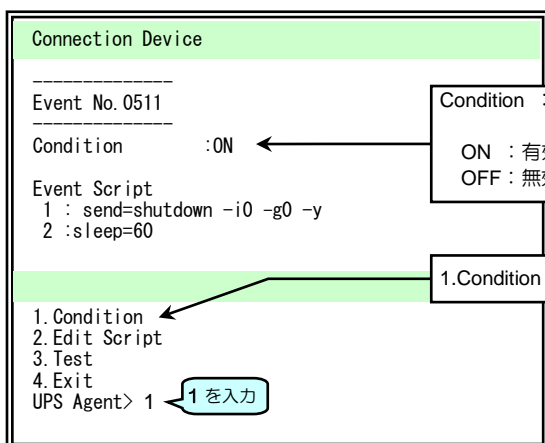 Connection Device
--------------
Event No.0511
--------------
Condition :ON
Condition :
ON :有
OFF:無
Event Script
1 : send=shutdown -i0 -g0 -y
2 :sleep=60
1.Condition
1.Condition
2.Edit Script
3.Test
4.Exit
UPS Agent> 1
1 を入力